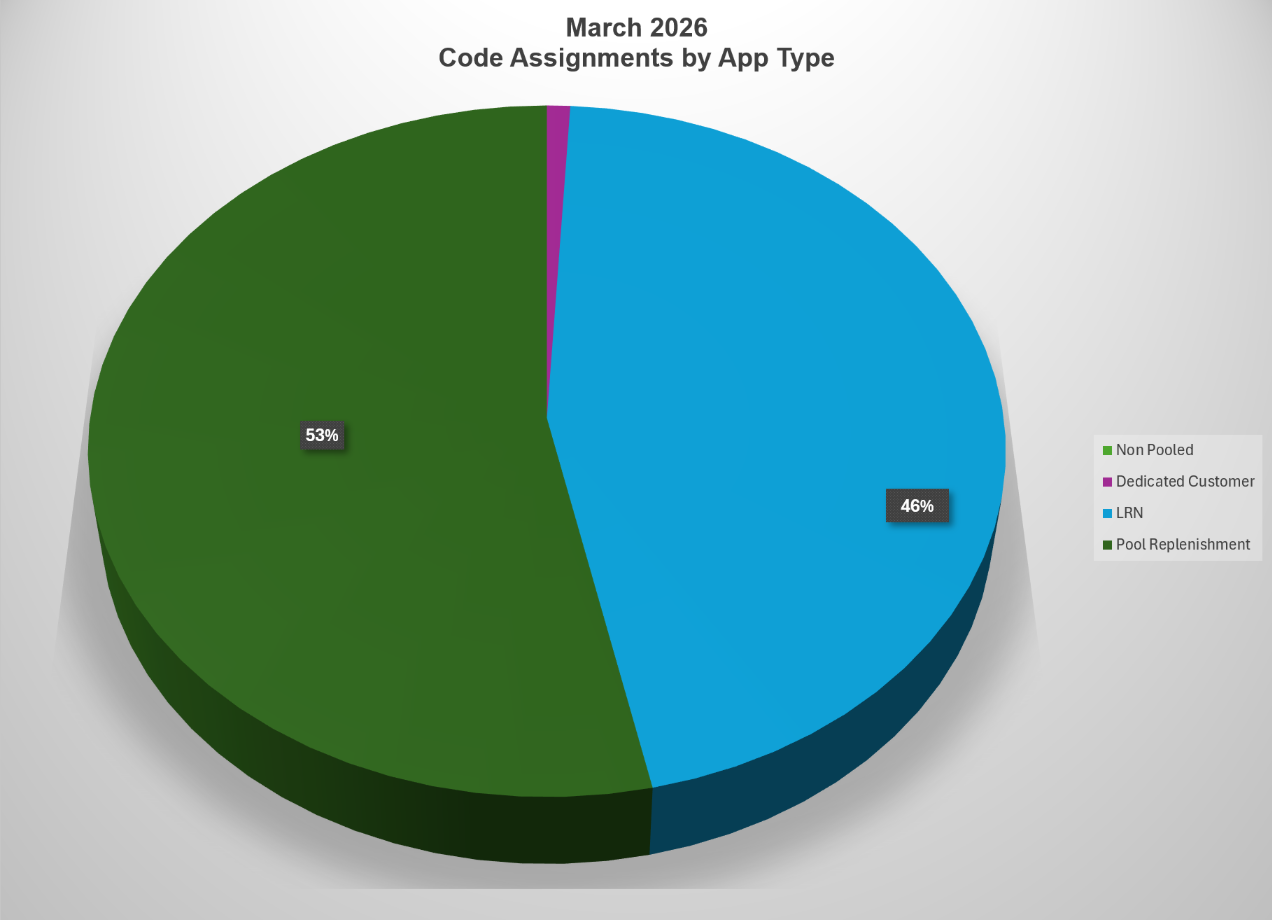 March 2026
Code Assignments by App Type
53%
46%
Non Pooled
Dedicated Customer
LRN
Pool Replenishment